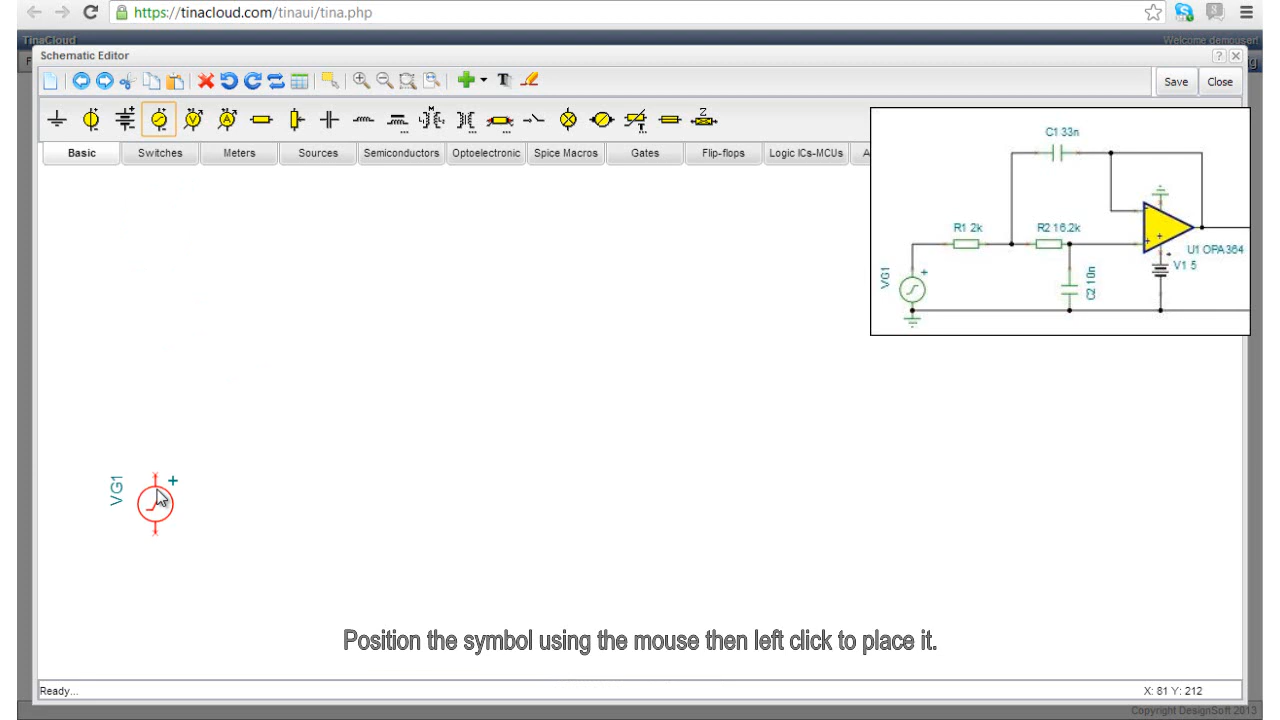 https://tinacloud.com/tinaui/tina.php
TinaCloud
Welcome demouser!
Schematic Editor
Save
Close
Basic
Switches
Meters
Sources
Semiconductors
Optoelectronic
Spice Macros
Gates
Flip-flops
Logic ICs-MCUs
C1 33n
R1 2k
R2 16.2k
U1 OPA364
V1 5
VG1
C2 10n
VG1
Position the symbol using the mouse then left click to place it.
Ready...
X: 81 Y: 212
Copyright DesignSoft 2013